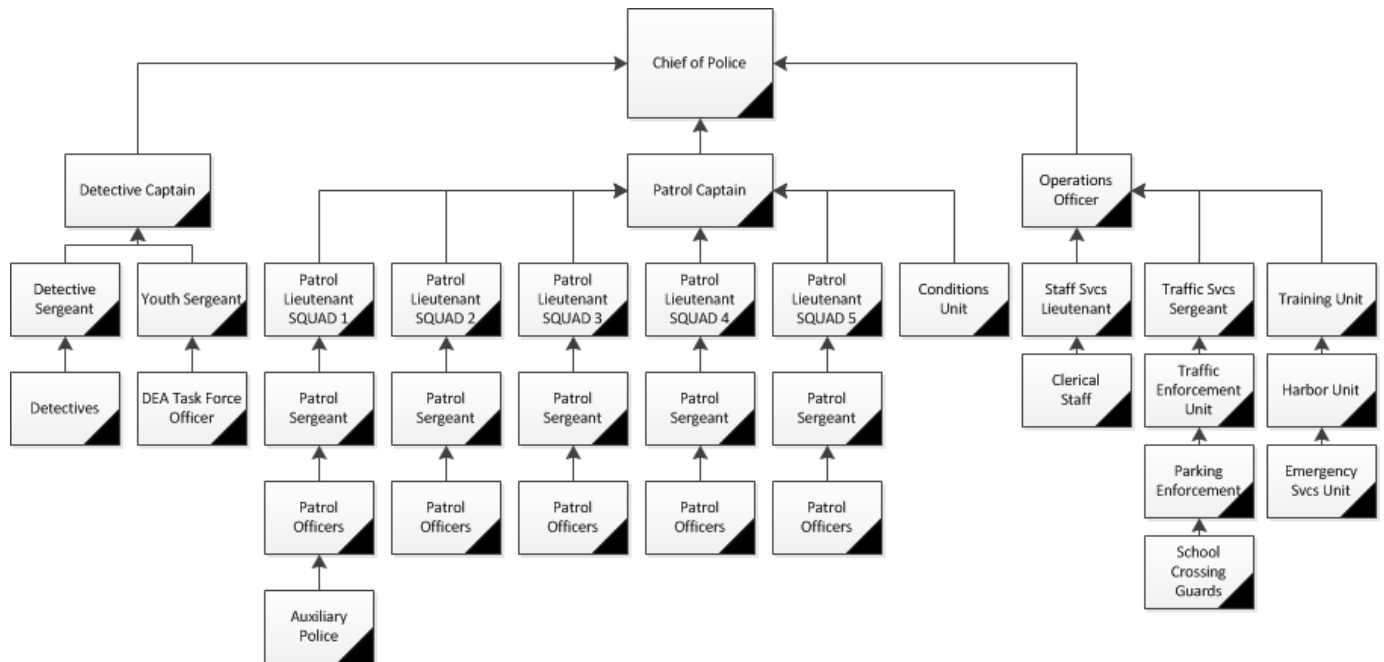 Chief of Police
Detective Captain
Patrol Captain
Operations
Officer
Detective
Sergeant
Youth Sergeant
Patrol
Lieutenant
SQUAD 1
Patrol
Lieutenant
SQUAD 2
Patrol
Lieutenant
SQUAD 3
Patrol
Lieutenant
SQUAD 4
Patrol
Lieutenant
SQUAD 5
Conditions
Unit
Staff Svcs
Lieutenant
Traffic Svcs
Sergeant
Training Unit
Detectives
DEA Task Force
Officer
Patrol
Sergeant
Patrol
Sergeant
Patrol
Sergeant
Patrol
Sergeant
Patrol
Sergeant
Clerical
Staff
Traffic
Enforcement
Unit
Harbor Unit
Patrol
Officers
Patrol
Officers
Patrol
Officers
Patrol
Officers
Patrol
Officers
Parking
Enforcement
Emergency
Svcs Unit
School
Crossing
Guards
Auxiliary
Police